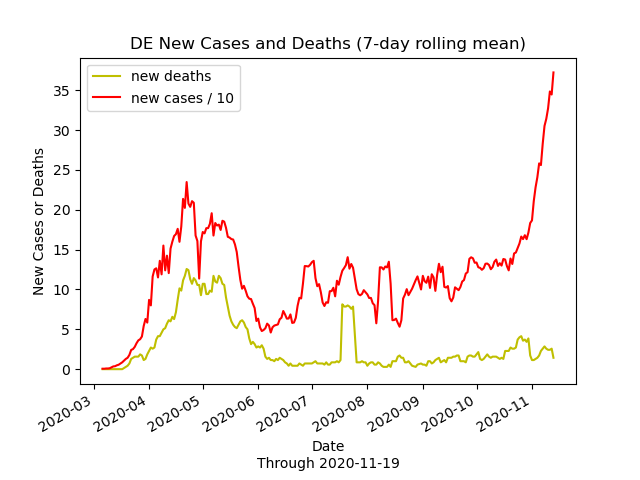 DE New Cases and Deaths (7-day rolling mean)
new deaths
new cases / 10
35
30
25
20
15
10
5
0
New Cases or Deaths
2020-03
2020-04
2020-05
2020-06
2020-07
2020-08
2020-09
2020-10
2020-11
Date
Through 2020-11-19